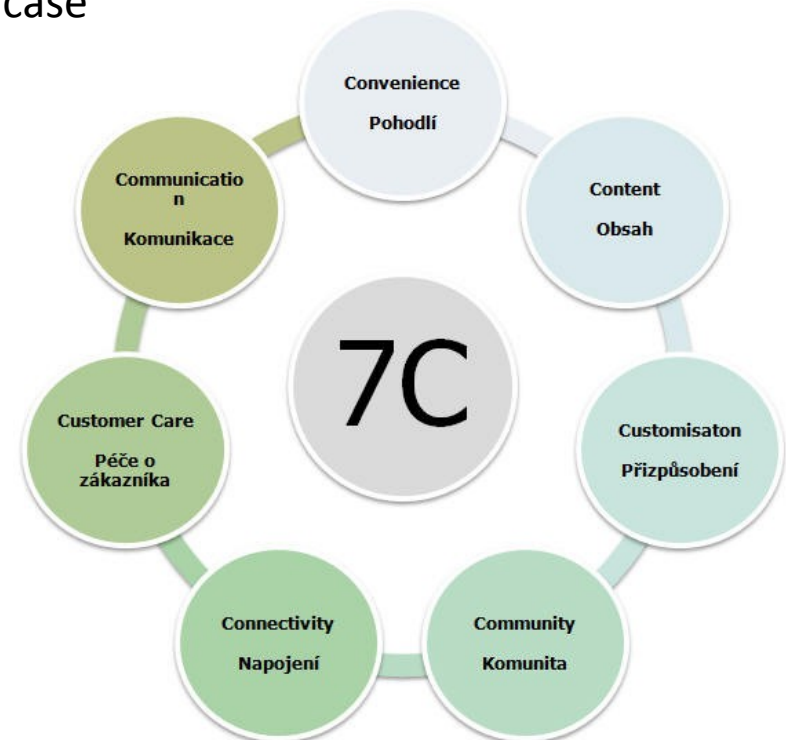 case
Convenience
Pohodlí
Content
Obsah
Customisaton
Přizpůsobení
Community
Komunita
Connectivity
Napojení
Customer Care
Péče o
zákazníka
Communicatio
n
Komunikace
7C